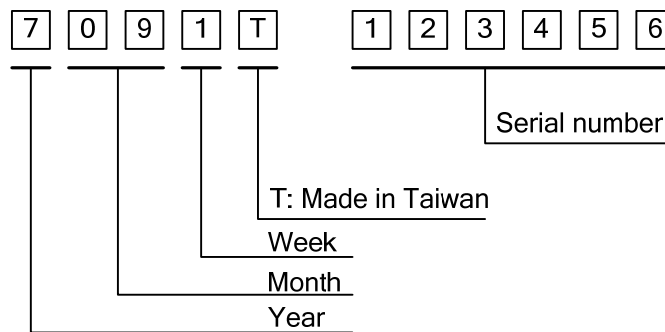 7 0 9 1 T 1 2 3 4 5 6
Serial number
T: Made in Taiwan
Week
Month
Year